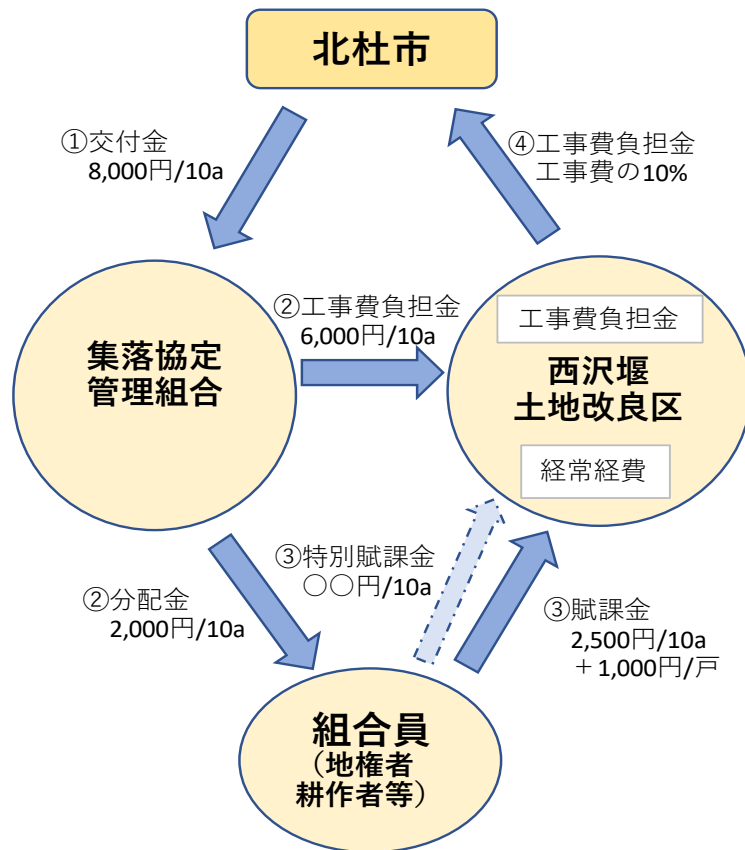 北杜市
①交付金
8,000円/10a
④工事費負担金
工事費の10%
②工事費負担金
6,000円/10a
集落協定
管理組合
工事費負担金
西沢堰
土地改良区
経常経費
③特別賦課金
○○円/10a
②分配金
2,000円/10a
③賦課金
2,500円/10a
＋1,000円/戸
組合員
（地権者
耕作者等）